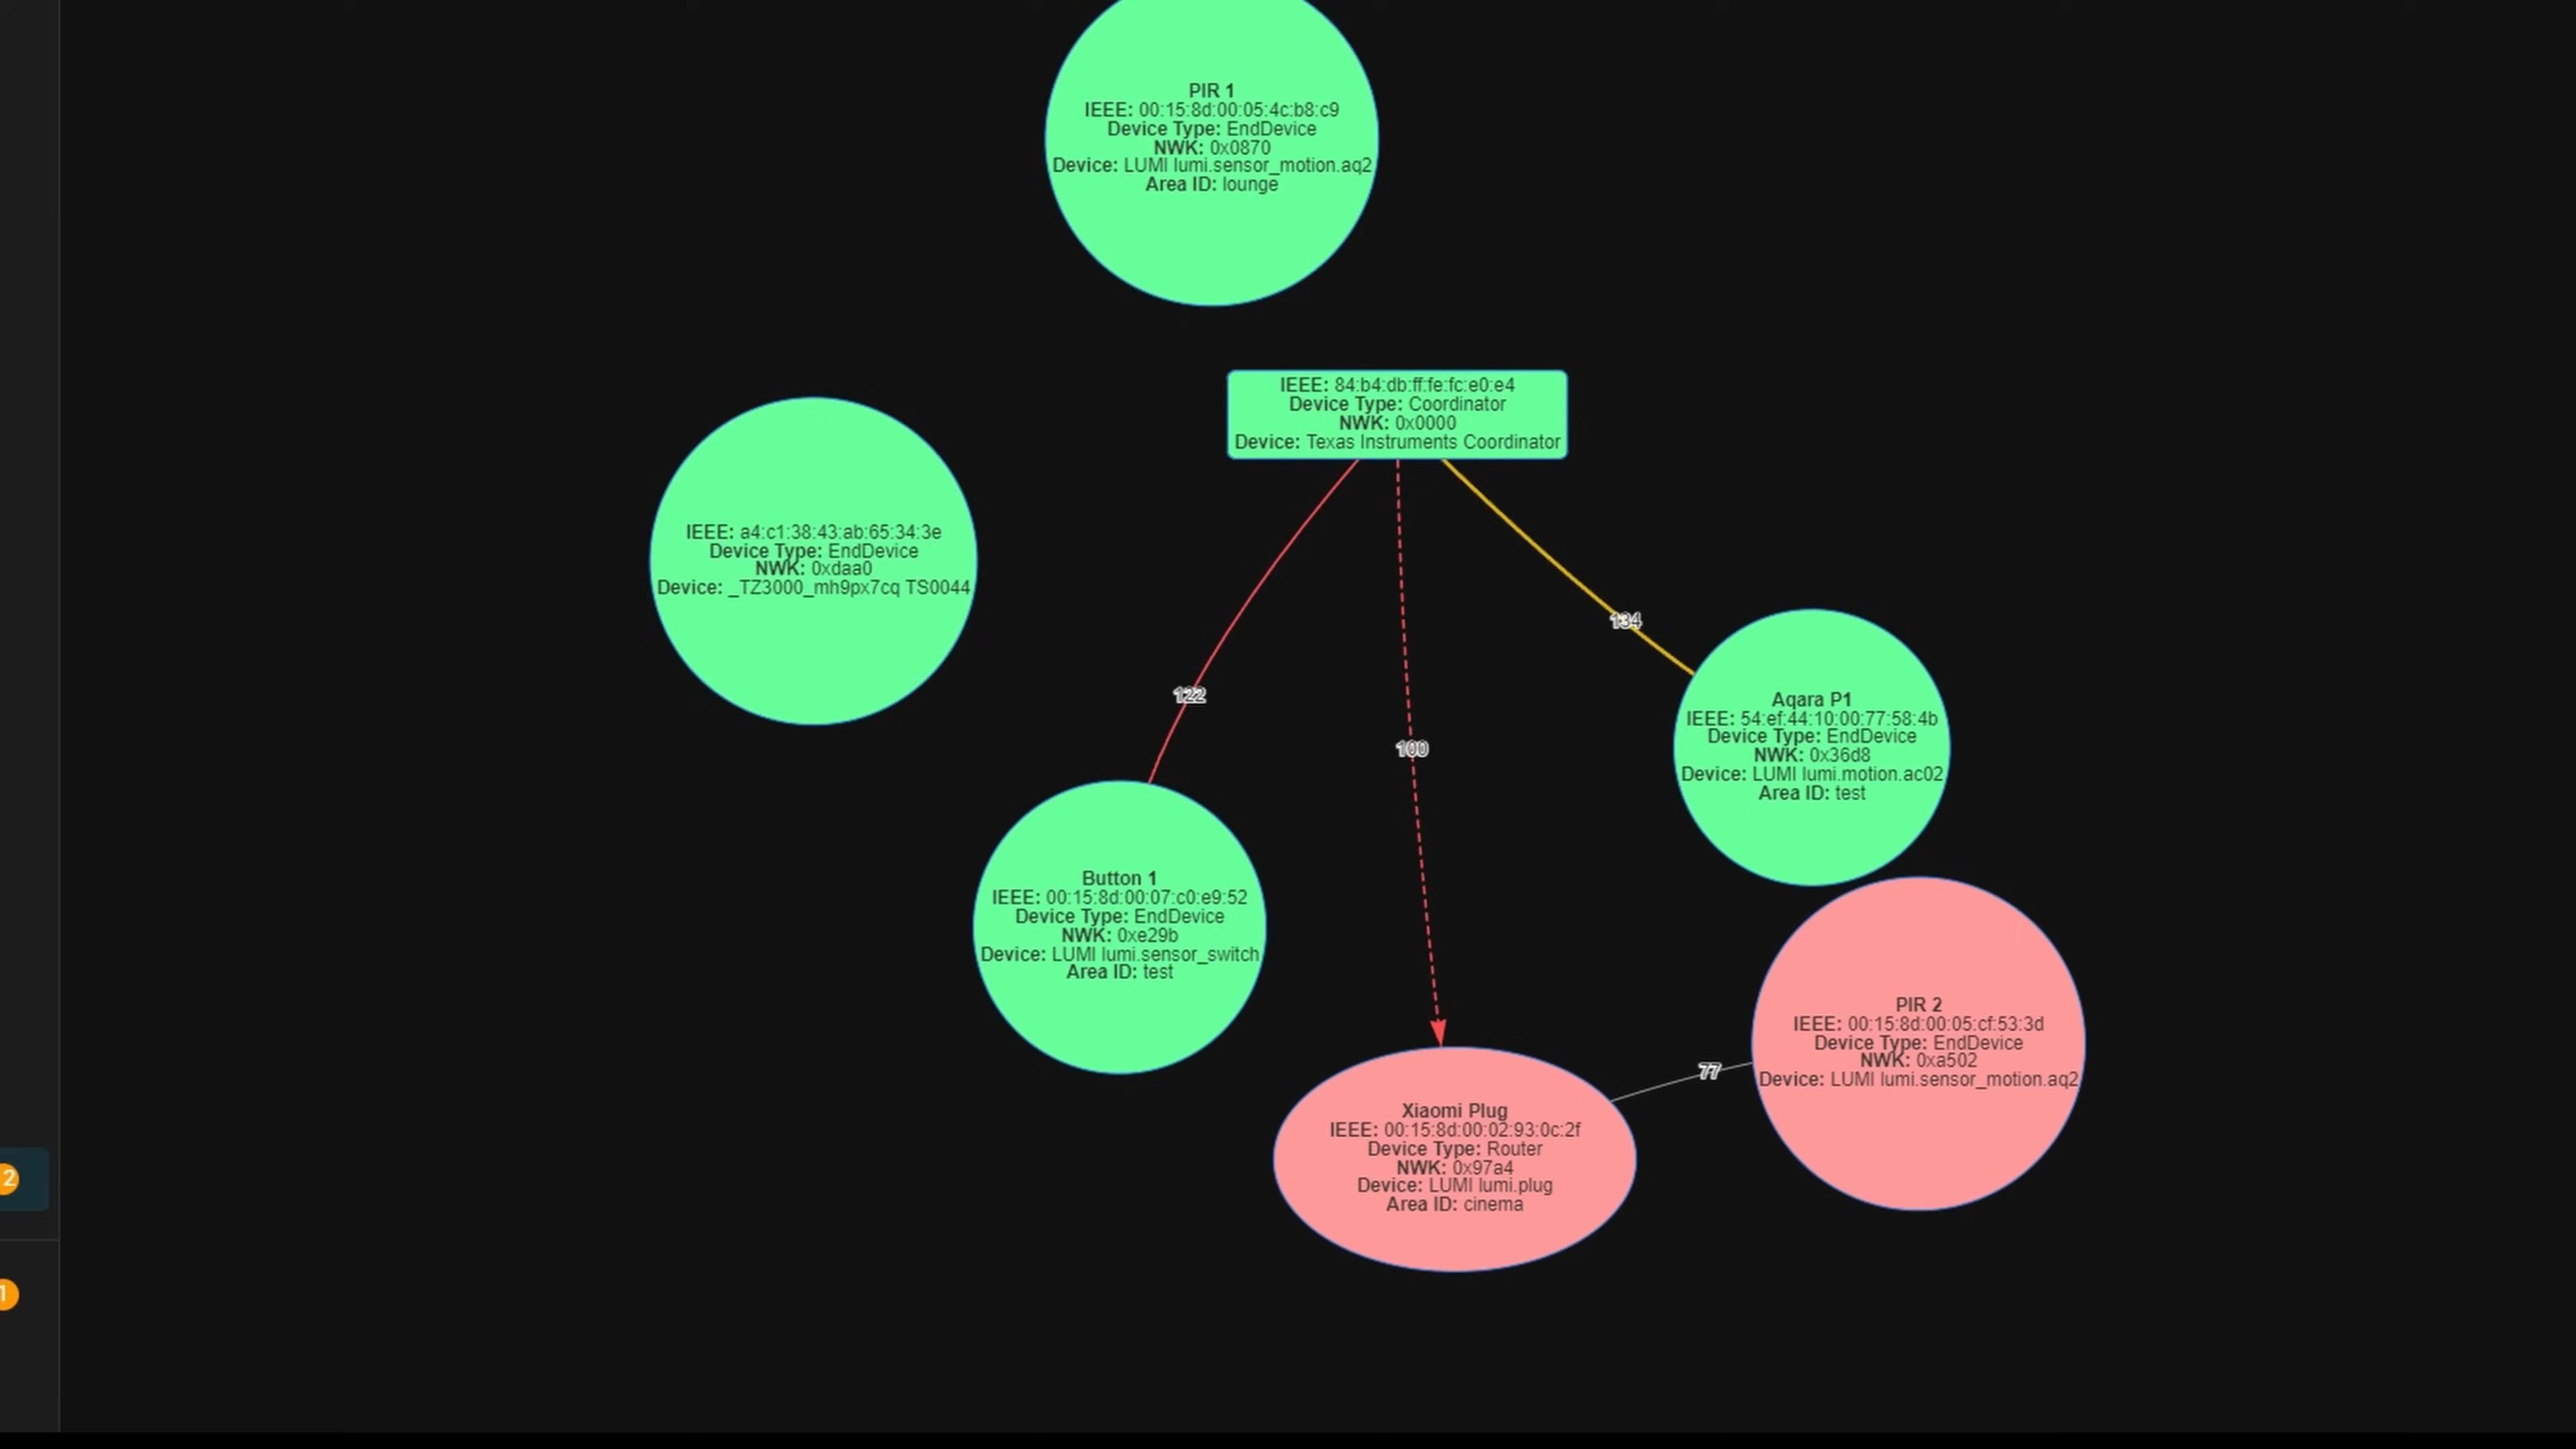 PIR 1
IEEE: 00:15:8d:00:05:4c:b8:c9
Device Type: EndDevice
NWK: 0x0870
Device: LUMI lumi.sensor_motion.aq2
Area ID: lounge
IEEE: 84:b4:db:ff:fe:fc:e0:e4
Device Type: Coordinator
NWK: 0x0000
Device: Texas Instruments Coordinator
IEEE: a4:c1:38:43:ab:65:34:3e
Device Type: EndDevice
NWK: 0xdaa0
Device: _TZ3000_mh9px7cq TS0044
134
122
100
Aqara P1
IEEE: 54:ef:44:10:00:77:58:4b
Device Type: EndDevice
NWK: 0x36d8
Device: LUMI lumi.motion.ac02
Area ID: test
Button 1
IEEE: 00:15:8d:00:07:c0:e9:52
Device Type: EndDevice
NWK: 0xe29b
Device: LUMI lumi.sensor_switch
Area ID: test
PIR 2
IEEE: 00:15:8d:00:05:cf:53:3d
Device Type: EndDevice
NWK: 0xa502
Device: LUMI lumi.sensor_motion.aq2
77
Xiaomi Plug
IEEE: 00:15:8d:00:02:93:0c:2f
Device Type: Router
NWK: 0x97a4
Device: LUMI lumi.plug
Area ID: cinema
2
1